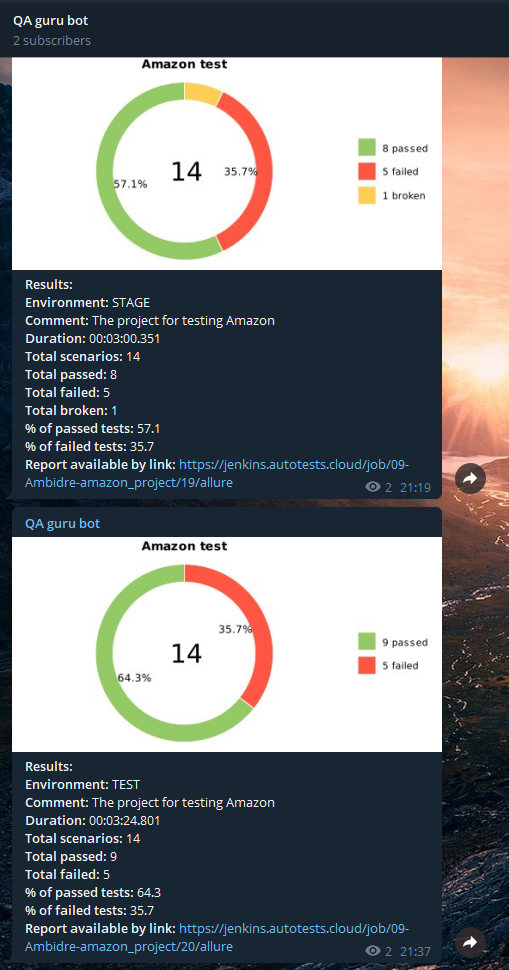 QA guru bot
2 subscribers
Amazon test
57.1%
14
35.7%
8 passed
5 failed
1 broken
Results:
Environment: STAGE
Comment: The project for testing Amazon
Duration: 00:03:00.351
Total scenarios: 14
Total passed: 8
Total failed: 5
Total broken: 1
% of passed tests: 57.1
% of failed tests: 35.7
Report available by link: https://jenkins.autotests.cloud/job/09-
Ambidre-amazon_project/19/allure
2 21:19
QA guru bot
Amazon test
35.7%
14
64.3%
9 passed
5 failed
Results:
Environment: TEST
Comment: The project for testing Amazon
Duration: 00:03:24.801
Total scenarios: 14
Total passed: 9
Total failed: 5
% of passed tests: 64.3
% of failed tests: 35.7
Report available by link: https://jenkins.autotests.cloud/job/09-
Ambidre-amazon_project/20/allure
2 21:37